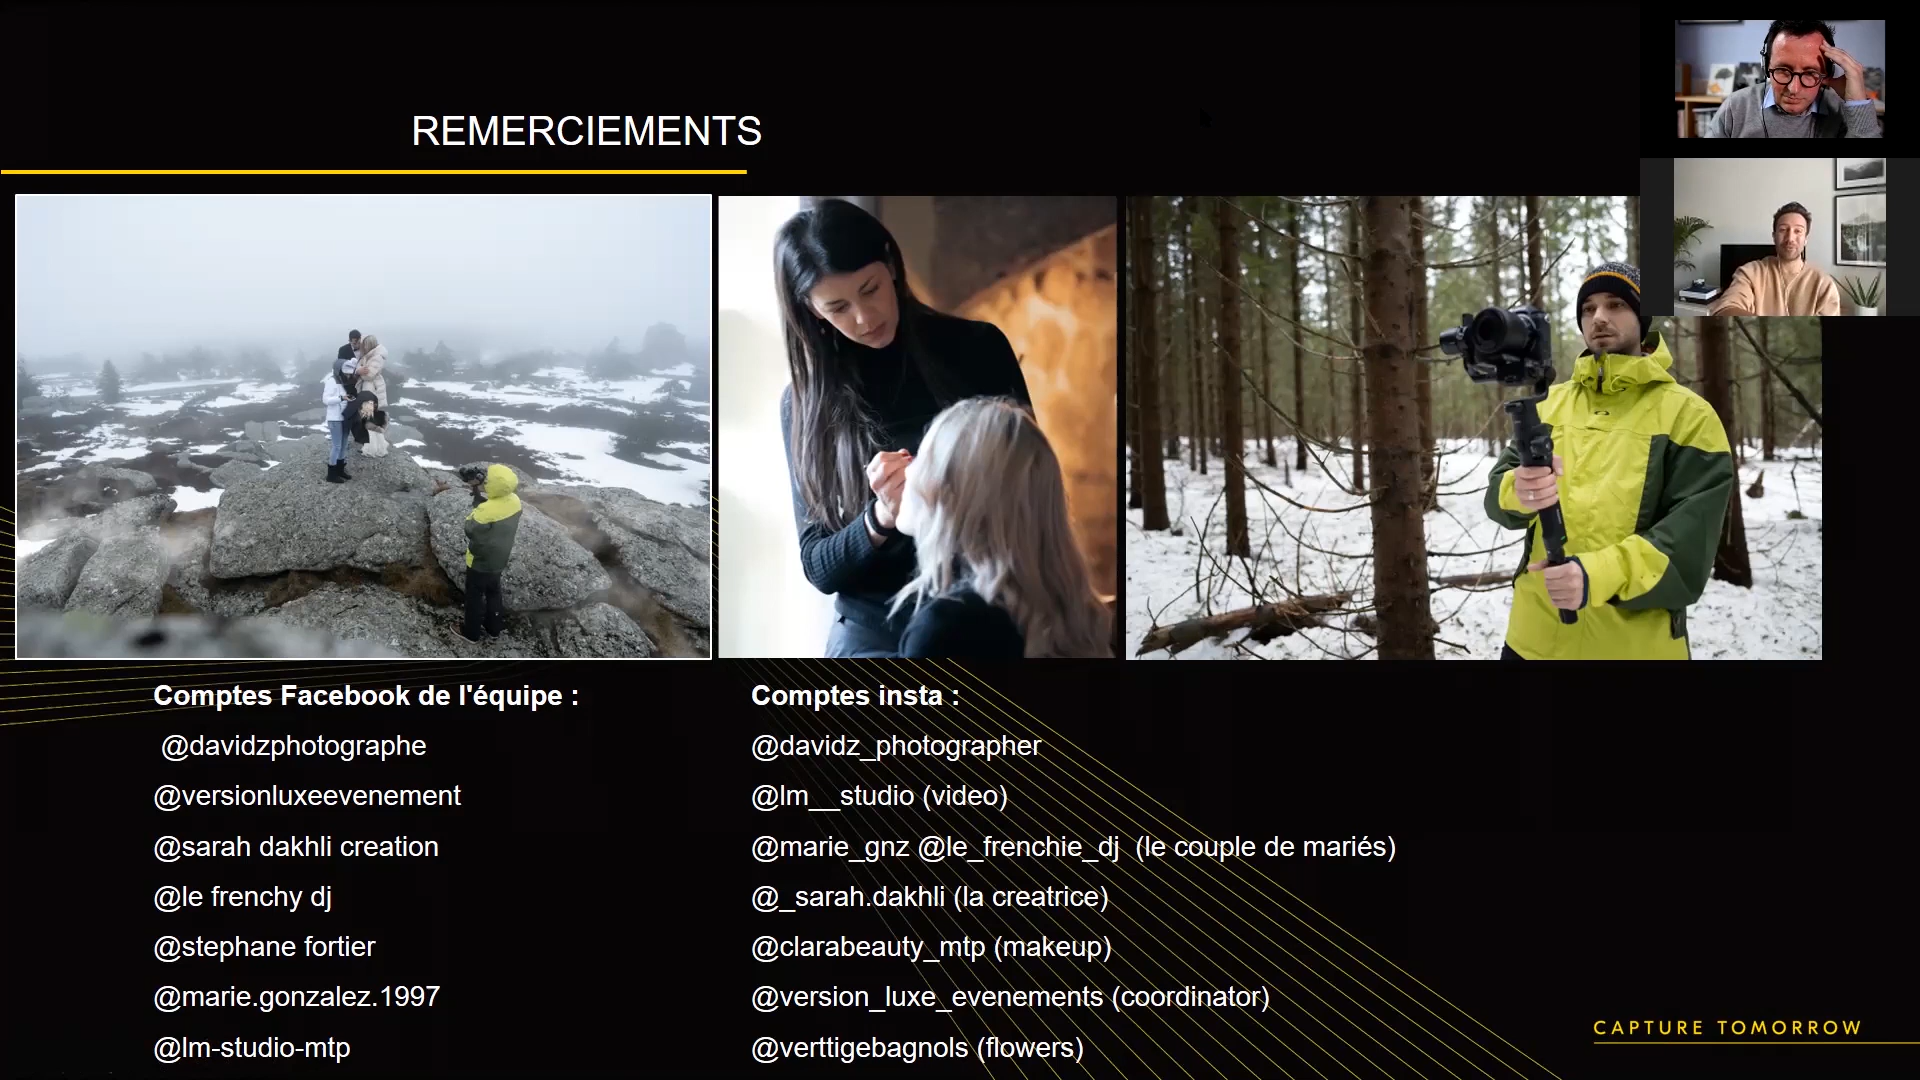 REMERCIEMENTS
Comptes Facebook de l'équipe :
@davidzphotographe
@versionluxeevenement
@sarah dakhli creation
@le frenchy dj
@stephane fortier
@marie.gonzalez.1997
@lm-studio-mtp
Comptes insta :
@davidz_photographer
@lm__studio (video)
@marie_gnz @le_frenchie_dj (le couple de mariés)
@_sarah.dakhli (la creatrice)
@clarabeauty_mtp (makeup)
@version_luxe_evenements (coordinator)
@verttigebagnols (flowers)
CAPTURE TOMORROW